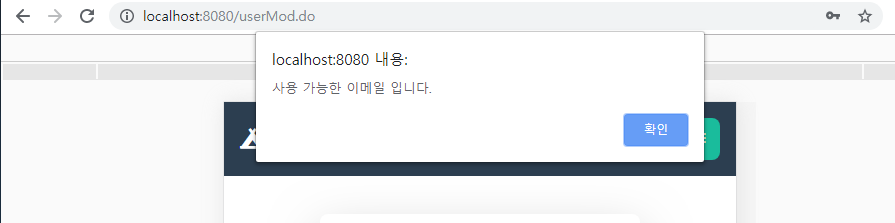 localhost:8080/userMod.do
localhost:8080 내용:
사용 가능한 이메일 입니다.
확인